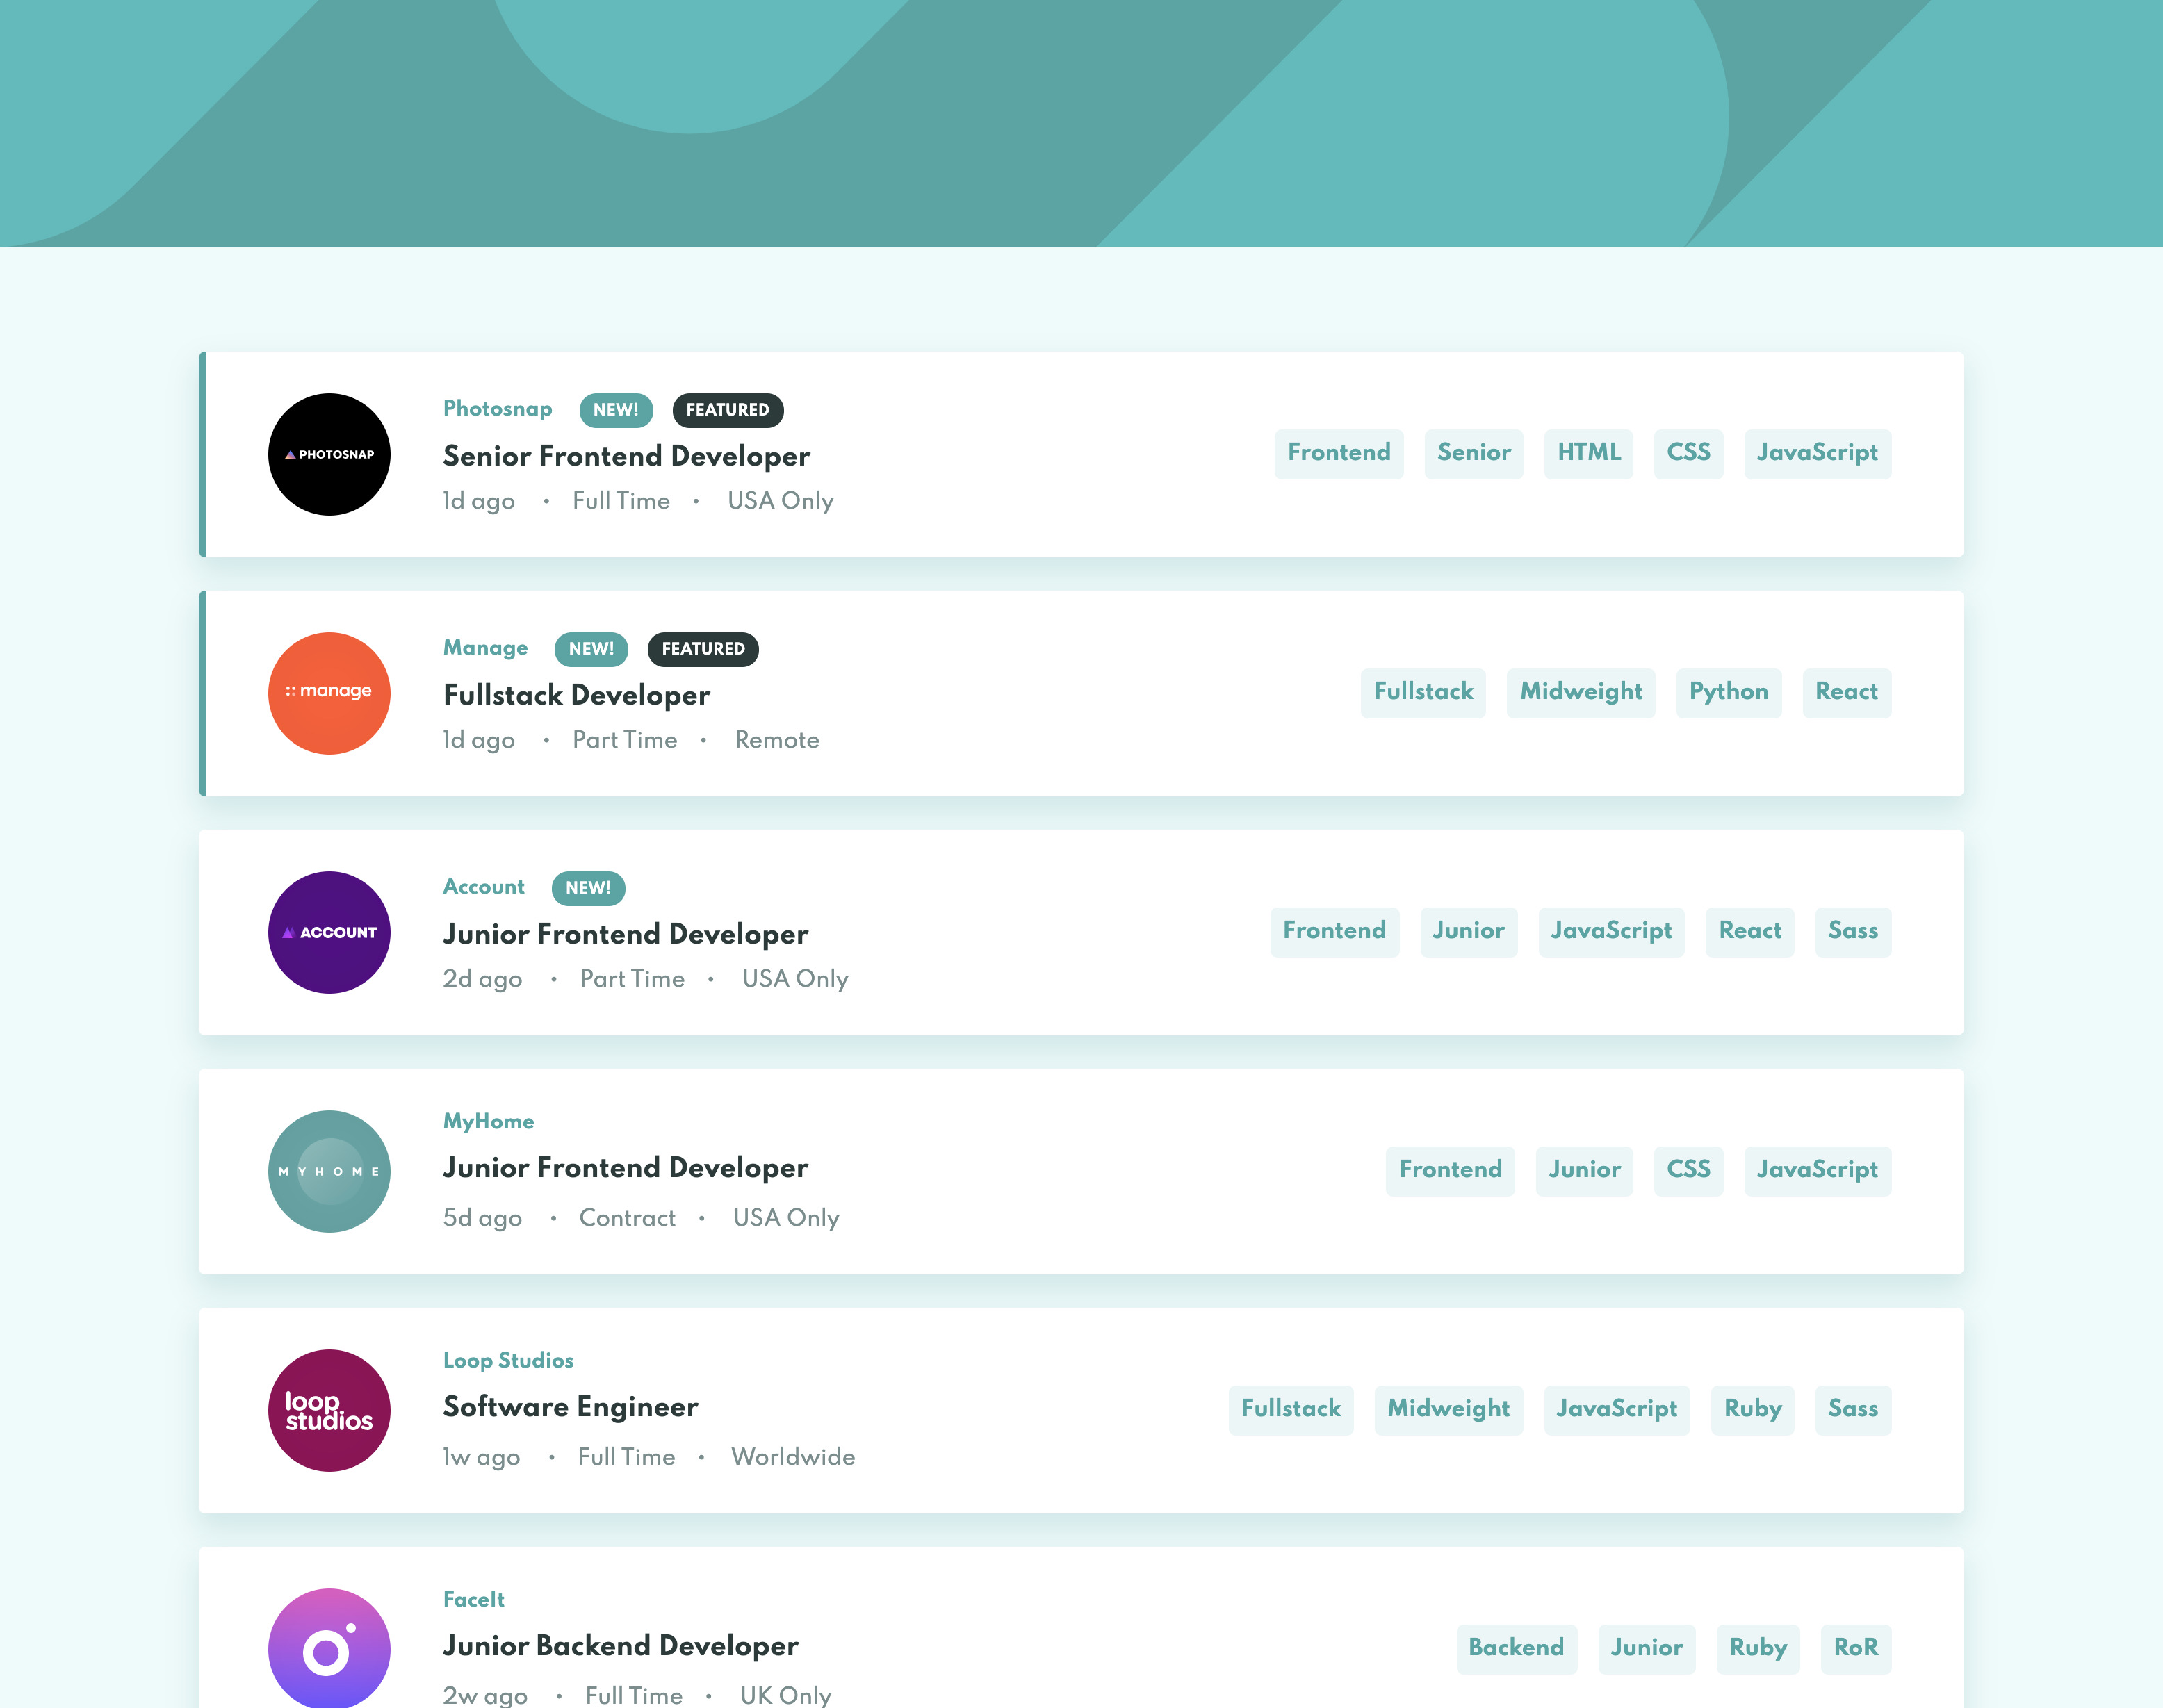 PHOTOSNAP
Photosnap NEW! FEATURED
Senior Frontend Developer
1d ago • Full Time • USA Only
Frontend Senior HTML CSS JavaScript
manage
Manage NEW! FEATURED
Fullstack Developer
1d ago • Part Time • Remote
Fullstack Midweight Python React
ACCOUNT
Account NEW!
Junior Frontend Developer
2d ago • Part Time • USA Only
Frontend Junior JavaScript React Sass
MYHOME
MyHome
Junior Frontend Developer
5d ago • Contract • USA Only
Frontend Junior CSS JavaScript
loop
studios
Loop Studios
Software Engineer
1w ago • Full Time • Worldwide
Fullstack Midweight JavaScript Ruby Sass
FaceIt
Junior Backend Developer
2w ago • Full Time • UK Only
Backend Junior Ruby RoR